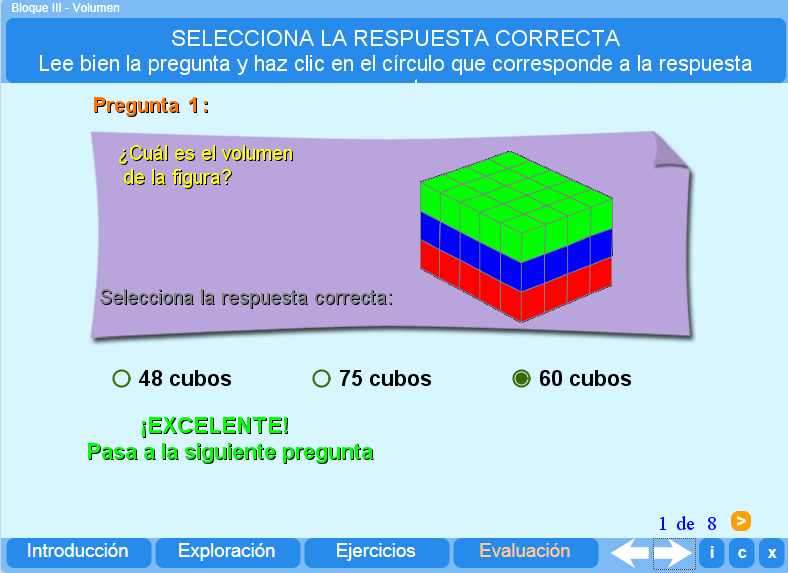 Bloque III - Volumen
SELECCIONA LA RESPUESTA CORRECTA
Lee bien la pregunta y haz clic en el círculo que corresponde a la respuesta
Pregunta 1:
¿Cuál es el volumen
de la figura?
Selecciona la respuesta correcta:
48 cubos
75 cubos
60 cubos
¡EXCELENTE!
Pasa a la siguiente pregunta
1 de 8 >
Introducción
Exploración
Ejercicios
Evaluación
i
c
x